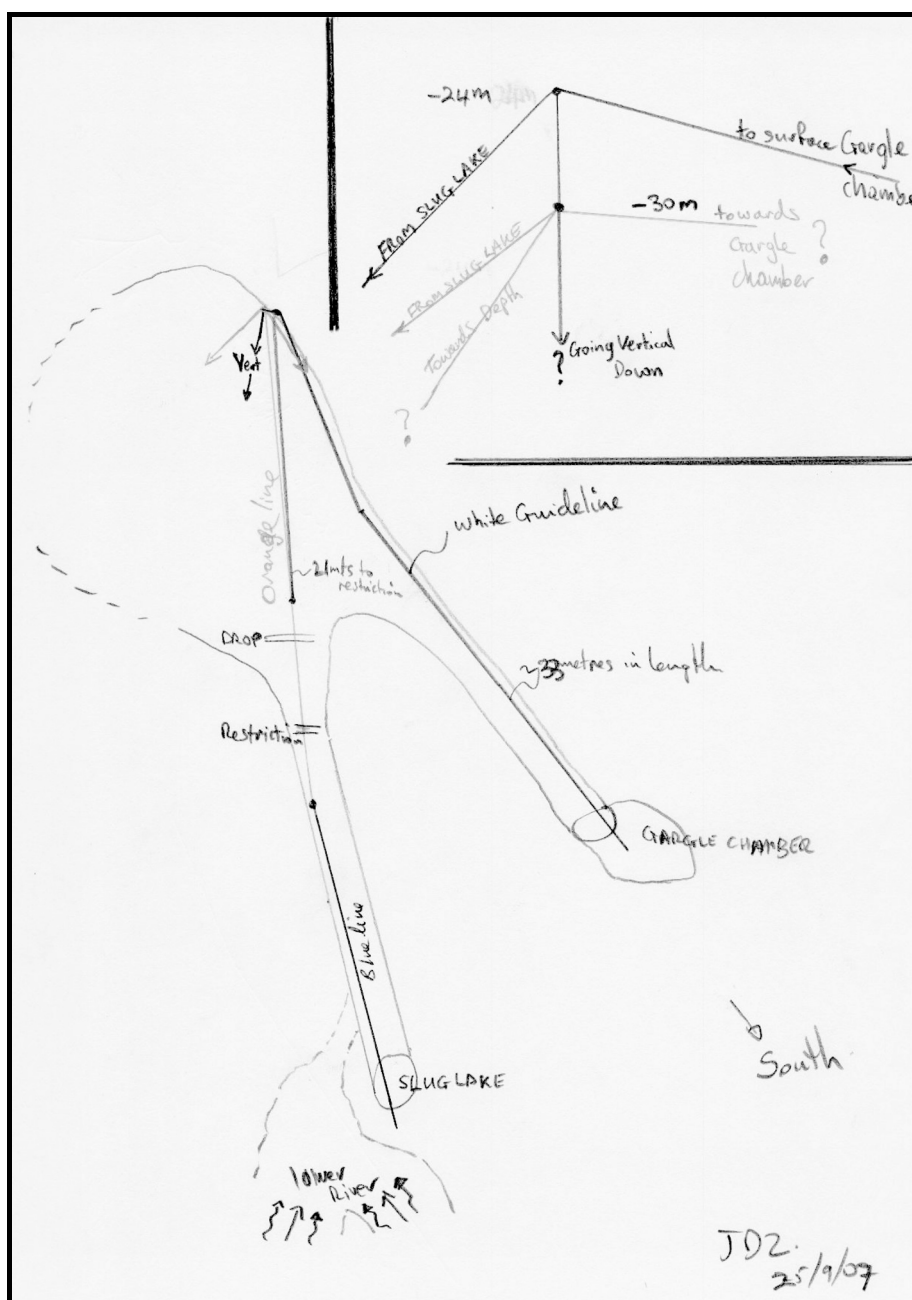 -24m
to surface Gargle
chamber
FROM SLUG LAKE
-30m towards
Gargle ?
chamber
FROM SLUG LAKE
Towards Depth
?
Going Vertical
? Down
Vert
Orange line
White Guideline
~21mts to
restriction
DROP
~33metres in length
Restriction
GARGLE CHAMBER
Blue line
SLUG LAKE
South
lower
River
25/9/07